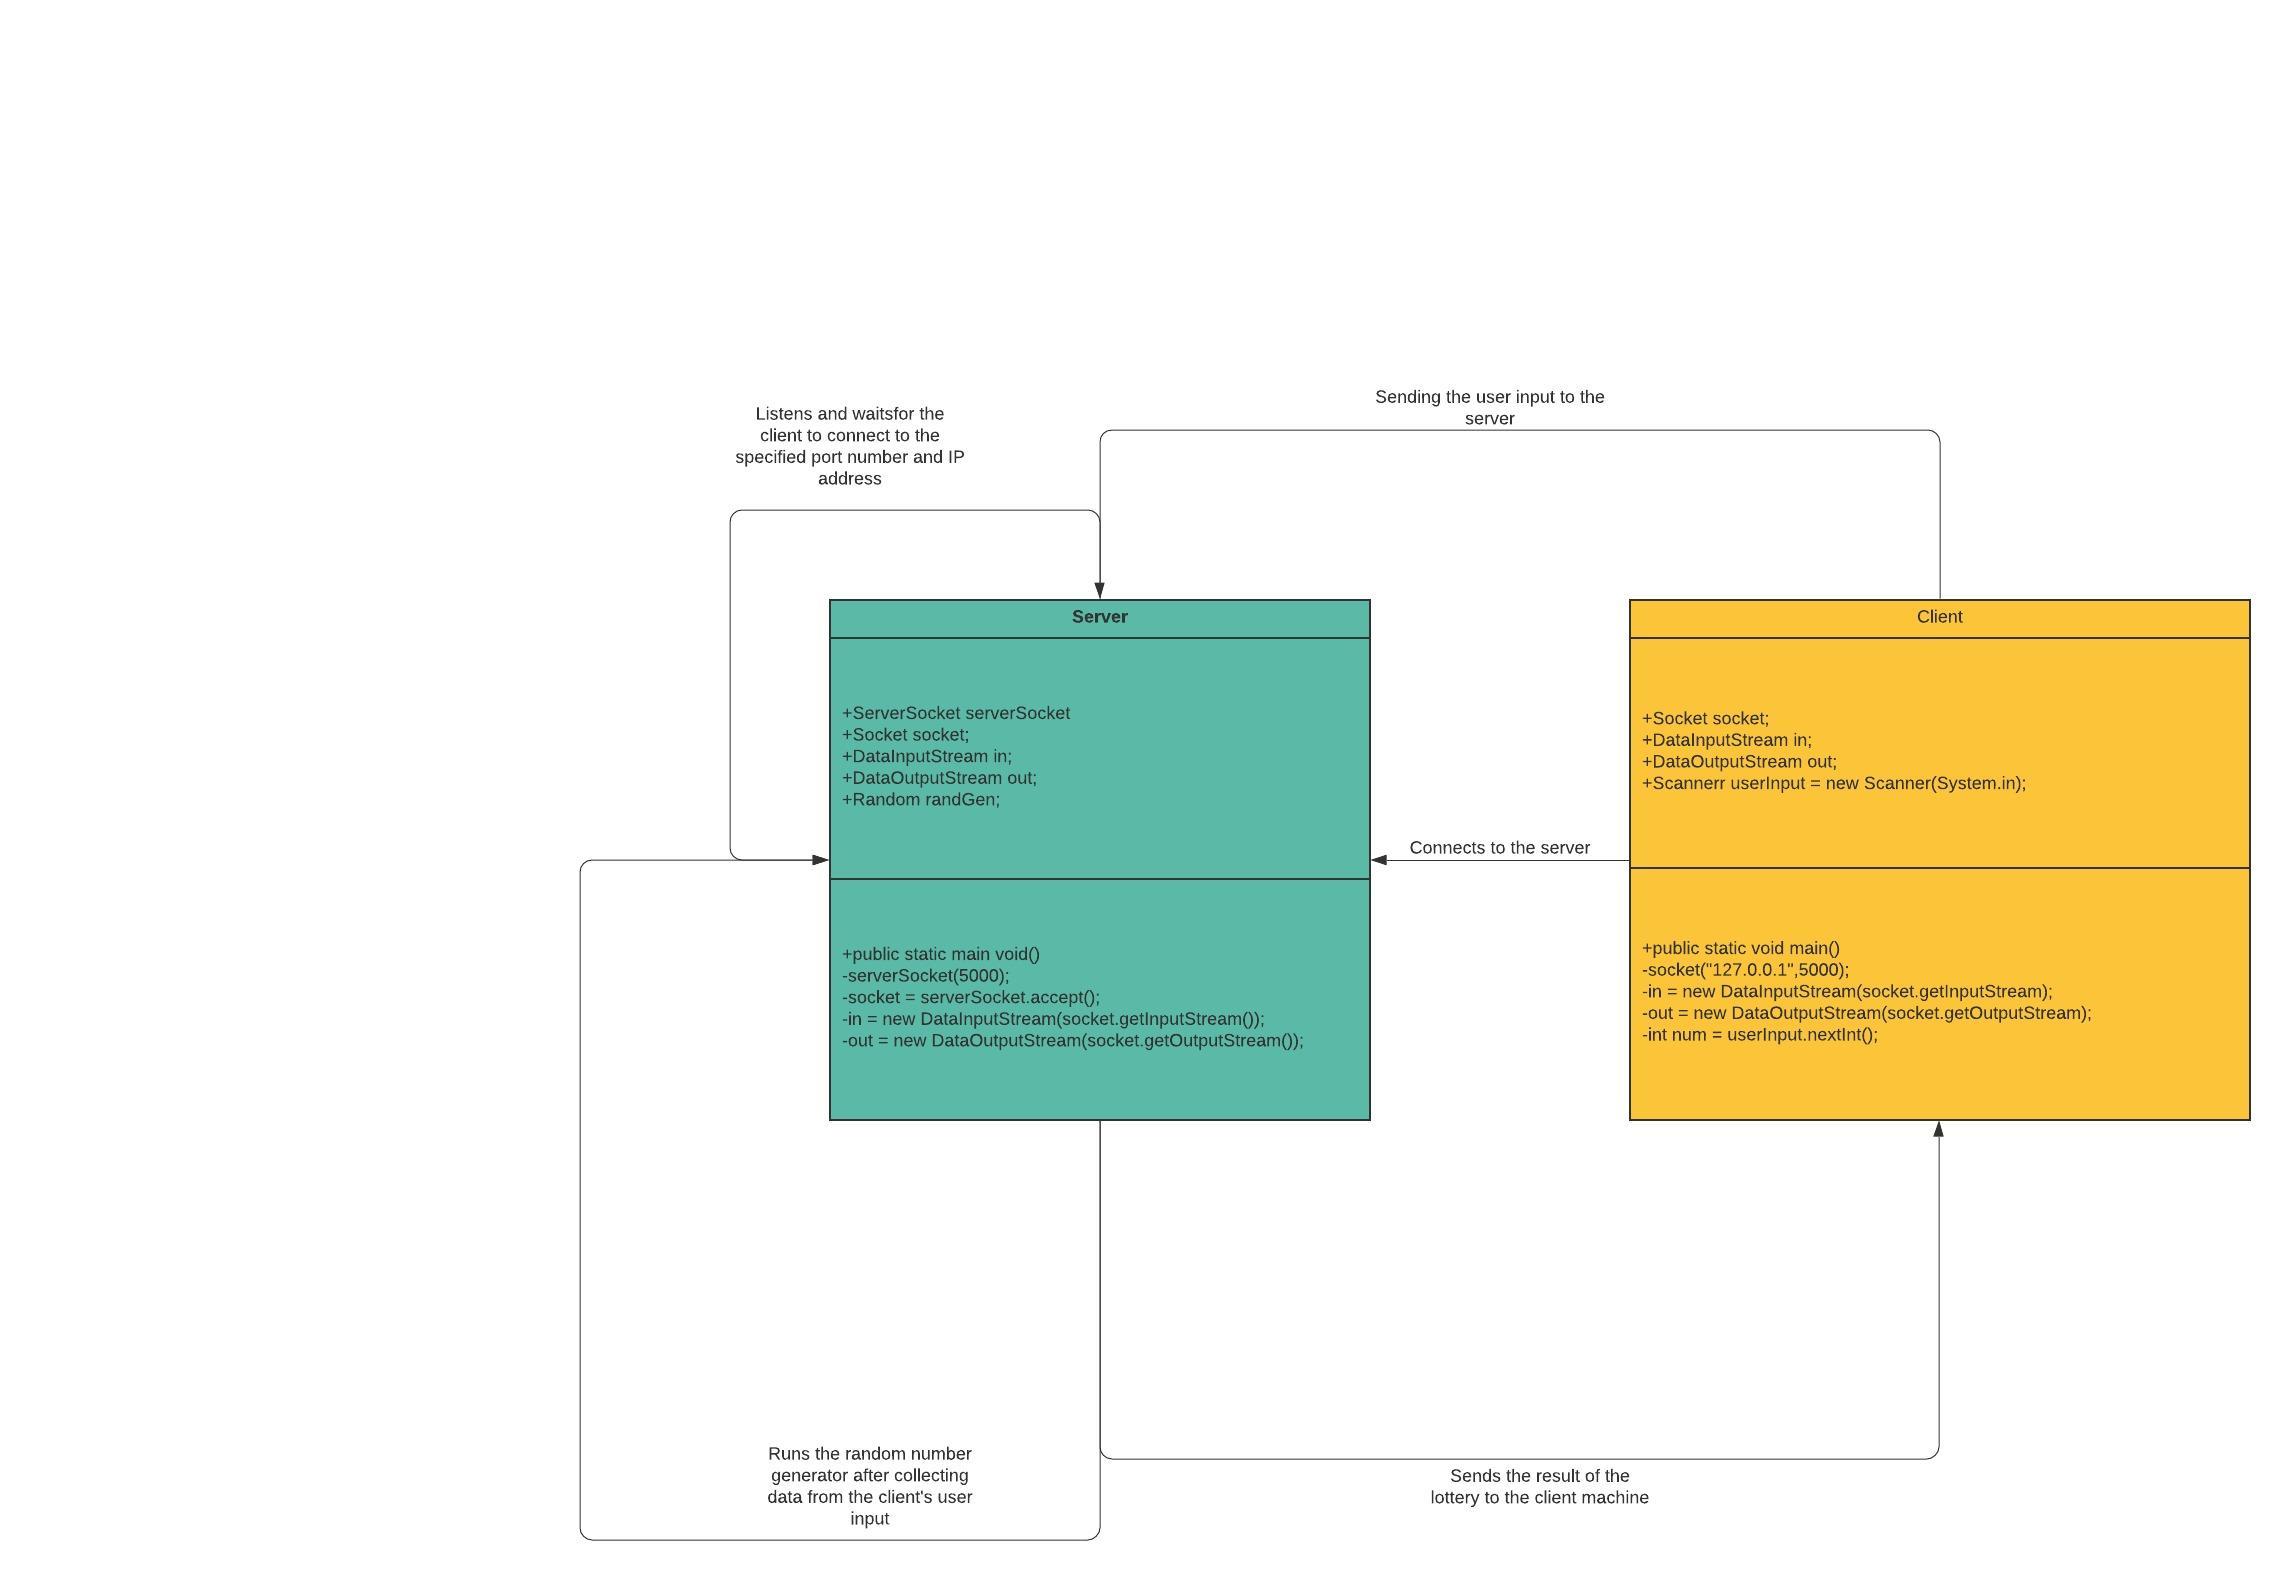 Sending the user input to the
server
Listens and waitsfor the
client to connect to the
specified port number and IP
address
Server
+ServerSocket serverSocket
+Socket socket;
+DataInputStream in;
+DataOutputStream out;
+Random randGen;
+public static main void()
-serverSocket(5000);
-socket = serverSocket.accept();
-in = new DataInputStream(socket.getInputStream());
-out = new DataOutputStream(socket.getOutputStream());
Connects to the server
Client
+Socket socket;
+DataInputStream in;
+DataOutputStream out;
+Scannerr userInput = new Scanner(System.in);
+public static void main()
-socket("127.0.0.1",5000);
-in = new DataInputStream(socket.getInputStream);
-out = new DataOutputStream(socket.getOutputStream);
-int num = userInput.nextInt();
Runs the random number
generator after collecting
data from the client's user
input
Sends the result of the
lottery to the client machine